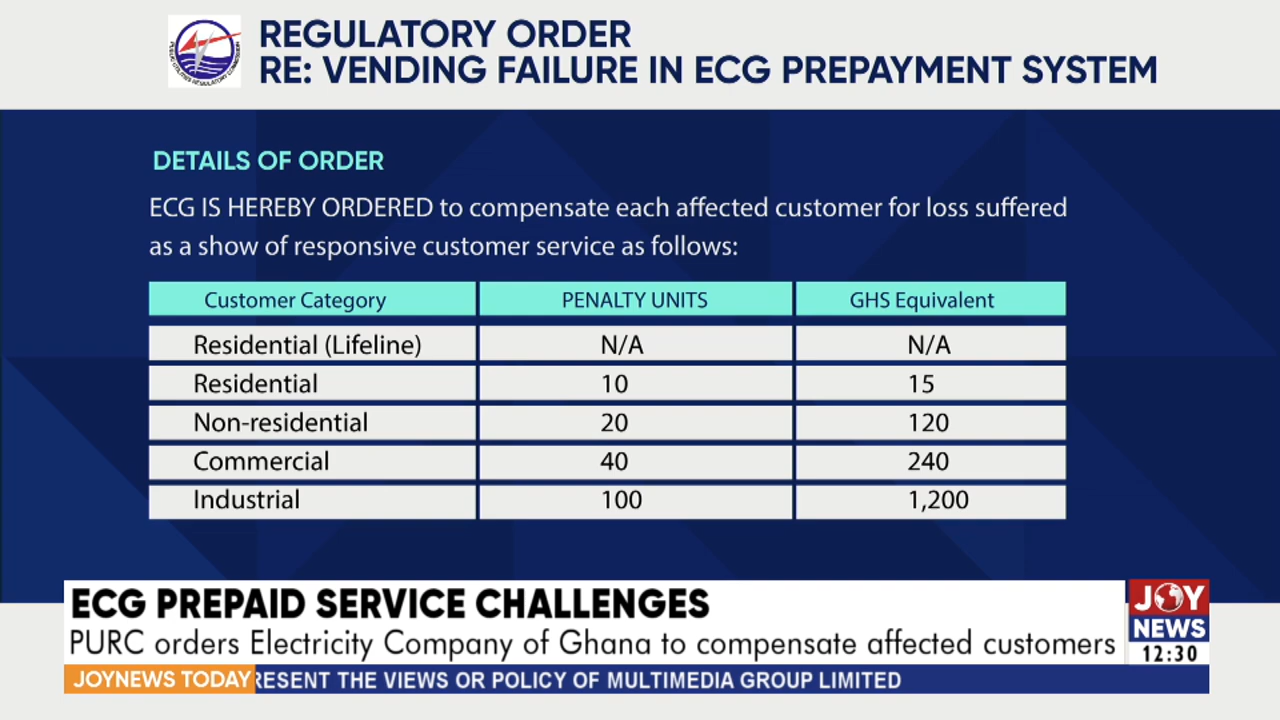 REGULATORY ORDER
RE: VENDING FAILURE IN ECG PREPAYMENT SYSTEM
PUBLIC UTILITIES REGULATORY COMMISSION
DETAILS OF ORDER
ECG IS HEREBY ORDERED to compensate each affected customer for loss suffered
as a show of responsive customer service as follows:
Customer Category PENALTY UNITS GHS Equivalent
Residential (Lifeline) N/A N/A
Residential 10 15
Non-residential 20 120
Commercial 40 240
Industrial 100 1,200
ECG PREPAID SERVICE CHALLENGES
PURC orders Electricity Company of Ghana to compensate affected customers
JOY
NEWS
12:30
JOYNEWS TODAY RESENT THE VIEWS OR POLICY OF MULTIMEDIA GROUP LIMITED